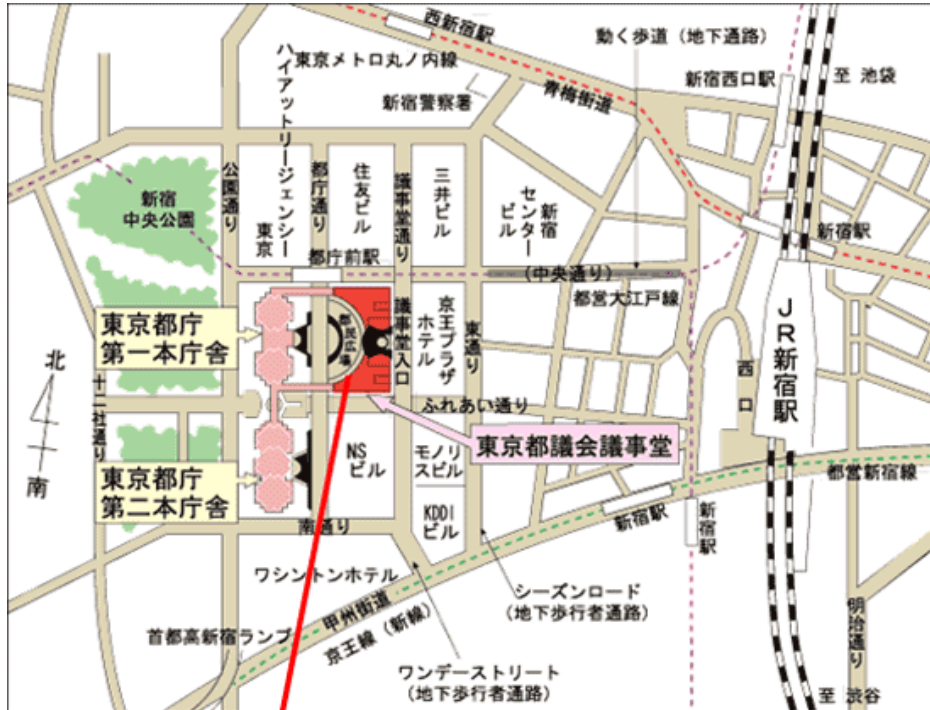 西新宿駅
東京メトロ丸ノ内線
新宿警察署
青梅街道
動く歩道（地下通路）
新宿西口駅
至 池袋
新宿
中央公園
公園通り
ハイアットリージェンシー
東京
都庁通り
住友ビル
議事堂通り
三井ビル
新宿
センター
ビル
新宿駅
都庁前駅
(中央通り)
都営大江戸線
東京都庁
第一本庁舎
都民広場
議事堂入口
京王プラザ
ホテル
東通り
西口
JR新宿駅
北
南
十二社通り
ふれあい通り
東京都議会議事堂
東京都庁
第二本庁舎
NS
ビル
モノリ
スビル
KDDI
ビル
都営新宿線
新宿駅
新宿駅
南通り
ワシントンホテル
シーズンロード
（地下歩行者通路）
甲州街道
京王線（新線）
首都高新宿ランプ
ワンデーストリート
（地下歩行者通路）
明治通り
至 渋谷